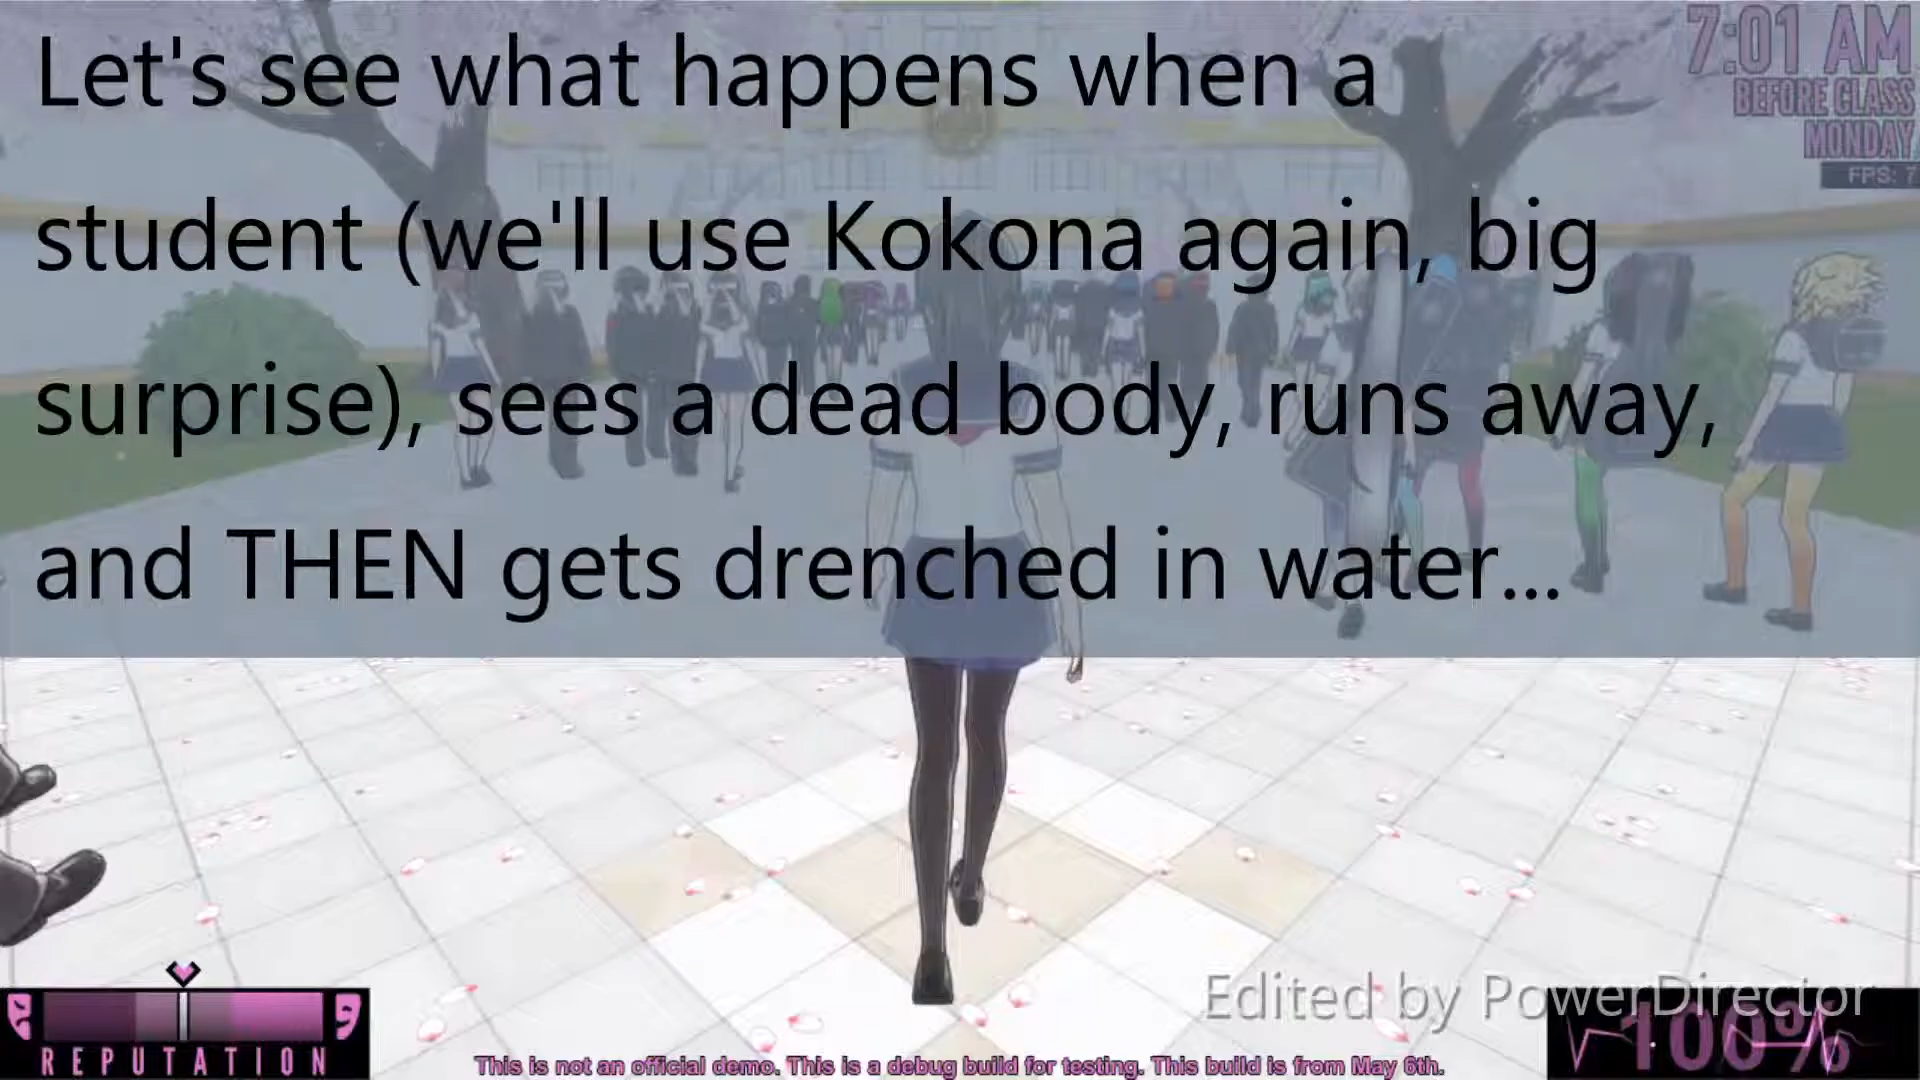 Let's see what happens when a
student (we'll use Kokona again, big
surprise), sees a dead body, runs away,
and THEN gets drenched in water...
7:01 AM
BEFORE CLASS
MONDAY
FPS: 7
Edited by PowerDirector
100%
REPUTATION
This is not an official demo. This is a debug build for testing. This build is from May 6th.